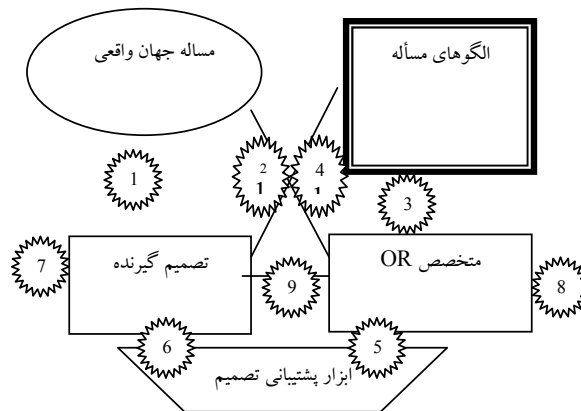 مساله جهان واقعی
الگوهای مسأله
1
2
1
4
1
3
7
تصمیم گیرنده
9
متخصص OR
8
6
5
ابزار پشتیبانی تصمیم